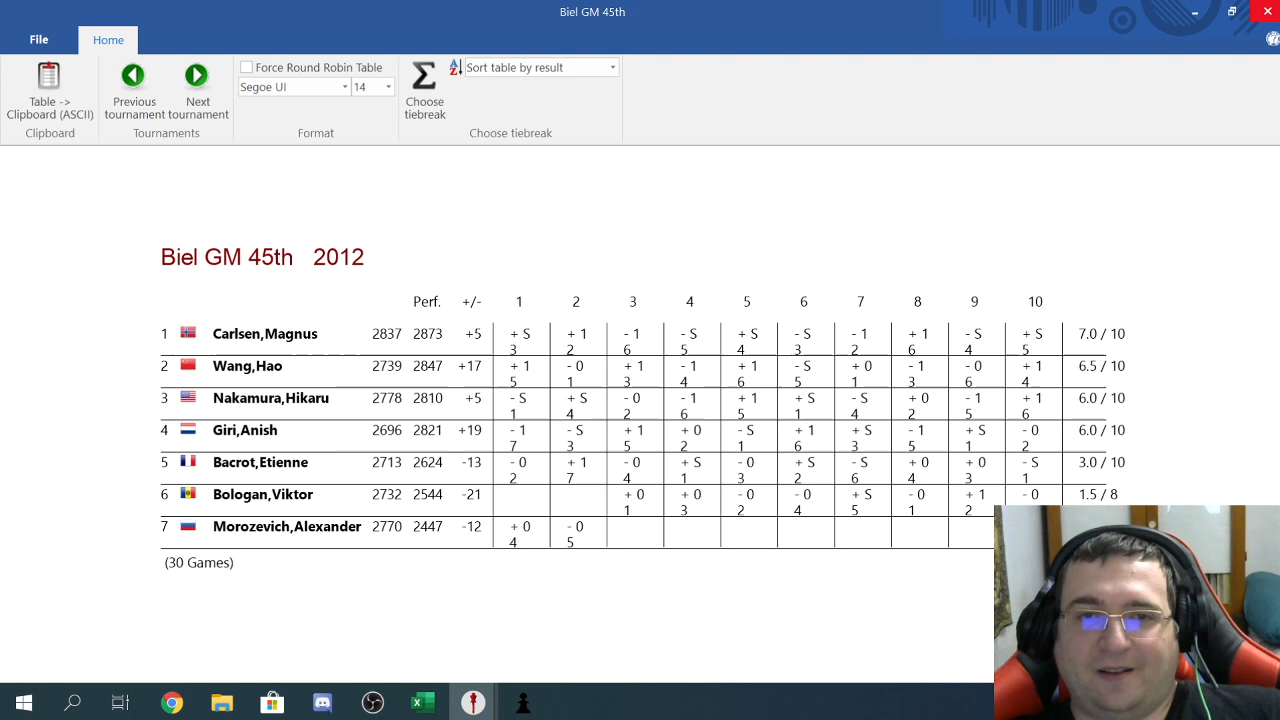 Biel GM 45th
File Home
Force Round Robin Table
Sort table by result
Segoe UI 14
Table -> Previous Next Choose
Clipboard (ASCII) tournament tournament tiebreak
Clipboard Tournaments Format Choose tiebreak
Biel GM 45th 2012
Perf. +/- 1 2 3 4 5 6 7 8 9 10
1 Carlsen,Magnus 2837 2873 +5 + S + 1 - 1 - S + S - S - 1 + 1 - S + S 7.0 / 10
3 2 6 5 4 3 2 6 4 5
2 Wang,Hao 2739 2847 +17 + 1 - 0 + 1 - 1 + 1 - S + 0 - 1 - 0 + 1 6.5 / 10
5 1 3 4 6 5 1 3 6 4
3 Nakamura,Hikaru 2778 2810 +5 - S + S - 0 - 1 + 1 + S - S + 0 - 1 + 1 6.0 / 10
1 4 2 6 5 1 4 2 5 6
4 Giri,Anish 2696 2821 +19 - 1 - S + 1 + 0 - S + 1 + S - 1 + S - 0 6.0 / 10
7 3 5 2 1 6 3 5 1 2
5 Bacrot,Etienne 2713 2624 -13 - 0 + 1 - 0 + S - 0 + S - S + 0 + 0 - S 3.0 / 10
2 7 4 1 3 2 6 4 3 1
6 Bologan,Viktor 2732 2544 -21 + 0 + 0 - 0 - 0 + S - 0 + 1 - 0 1.5 / 8
1 3 2 4 5 1 2
7 Morozevich,Alexander 2770 2447 -12 + 0 - 0
4 5
(30 Games)